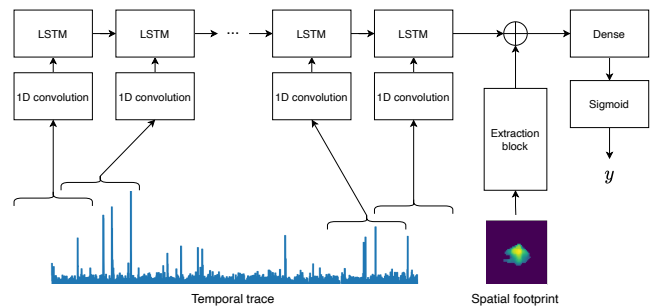 LSTM LSTM ... LSTM LSTM Dense
1D convolution 1D convolution 1D convolution 1D convolution Sigmoid
Extraction
block
y
Temporal trace Spatial footprint